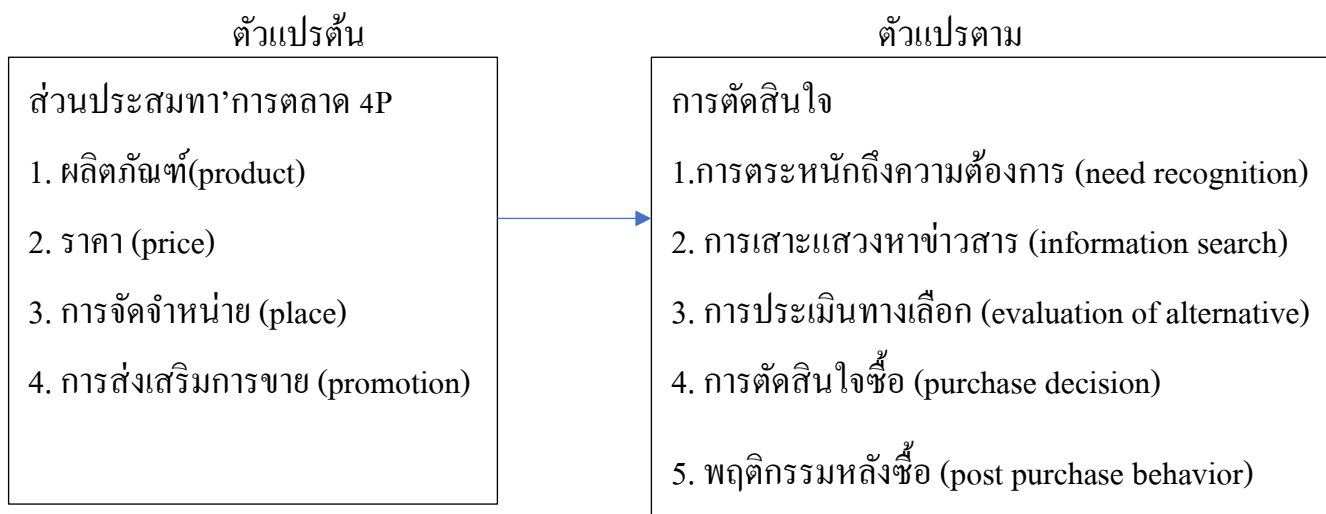 ตัวแปรต้น
ส่วนประสมทา’การตลาด 4P
1. ผลิตภัณฑ์(product)
2. ราคา (price)
3. การจัดจำหน่าย (place)
4. การส่งเสริมการขาย (promotion)
ตัวแปรตาม
การตัดสินใจ
1.การตระหนักถึงความต้องการ (need recognition)
2. การเสาะแสวงหาข่าวสาร (information search)
3. การประเมินทางเลือก (evaluation of alternative)
4. การตัดสินใจซื้อ (purchase decision)
5. พฤติกรรมหลังซื้อ (post purchase behavior)